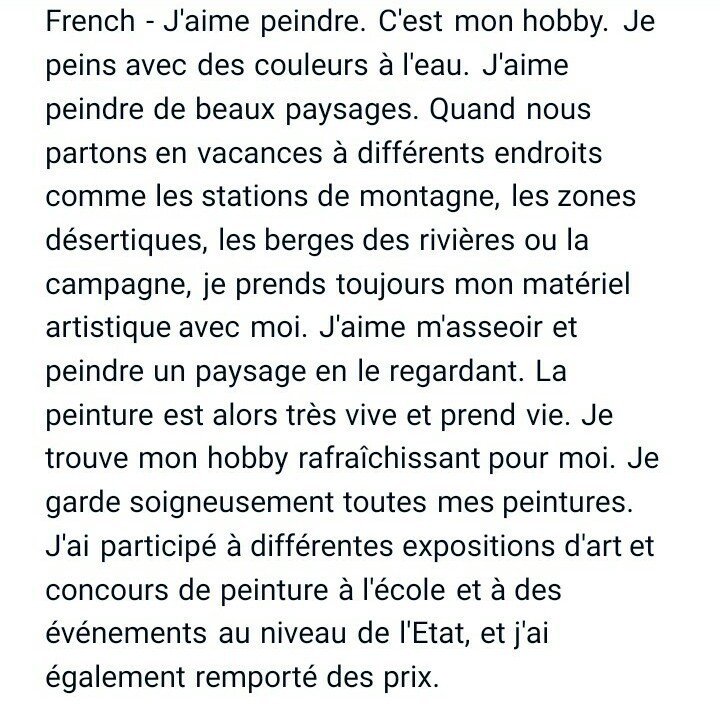 French - J'aime peindre. C'est mon hobby. Je
peins avec des couleurs à l'eau. J'aime
peindre de beaux paysages. Quand nous
partons en vacances à différents endroits
comme les stations de montagne, les zones
désertiques, les berges des rivières ou la
campagne, je prends toujours mon matériel
artistique avec moi. J'aime m'asseoir et
peindre un paysage en le regardant. La
peinture est alors très vive et prend vie. Je
trouve mon hobby rafraîchissant pour moi. Je
garde soigneusement toutes mes peintures.
J'ai participé à différentes expositions d'art et
concours de peinture à l'école et à des
événements au niveau de l'Etat, et j'ai
également remporté des prix.